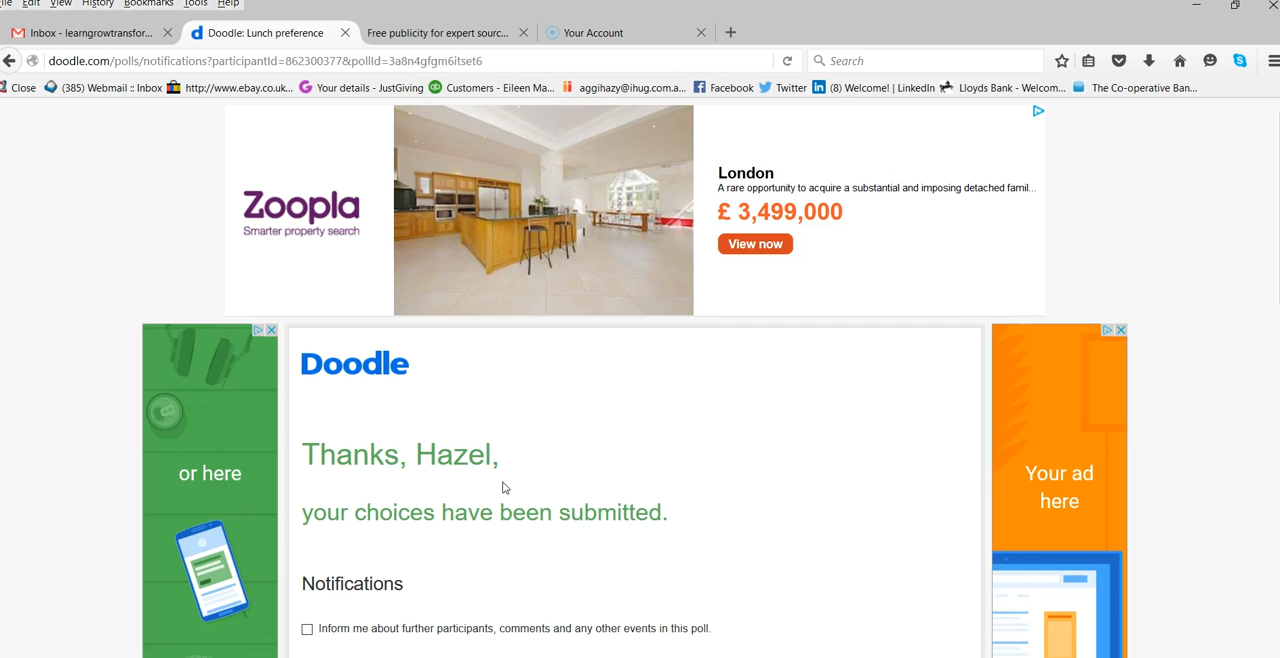 File Edit View History Bookmarks Tools Help
Inbox - learngrowtransfor... Doodle: Lunch preference Free publicity for expert sourc... Your Account
doodle.com/polls/notifications?participantId=862300377&pollId=3a8n4gfgm6itset6 Search
Close (385) Webmail :: Inbox http://www.ebay.co.uk... Your details - JustGiving Customers - Eileen Ma... aggihazy@ihug.com.a... Facebook Twitter (8) Welcome! | LinkedIn Lloyds Bank - Welcom... The Co-operative Ban...
Zoopla
Smarter property search
London
A rare opportunity to acquire a substantial and imposing detached famil...
£ 3,499,000
View now
or here
Doodle
Thanks, Hazel,
your choices have been submitted.
Notifications
Inform me about further participants, comments and any other events in this poll.
Your ad
here